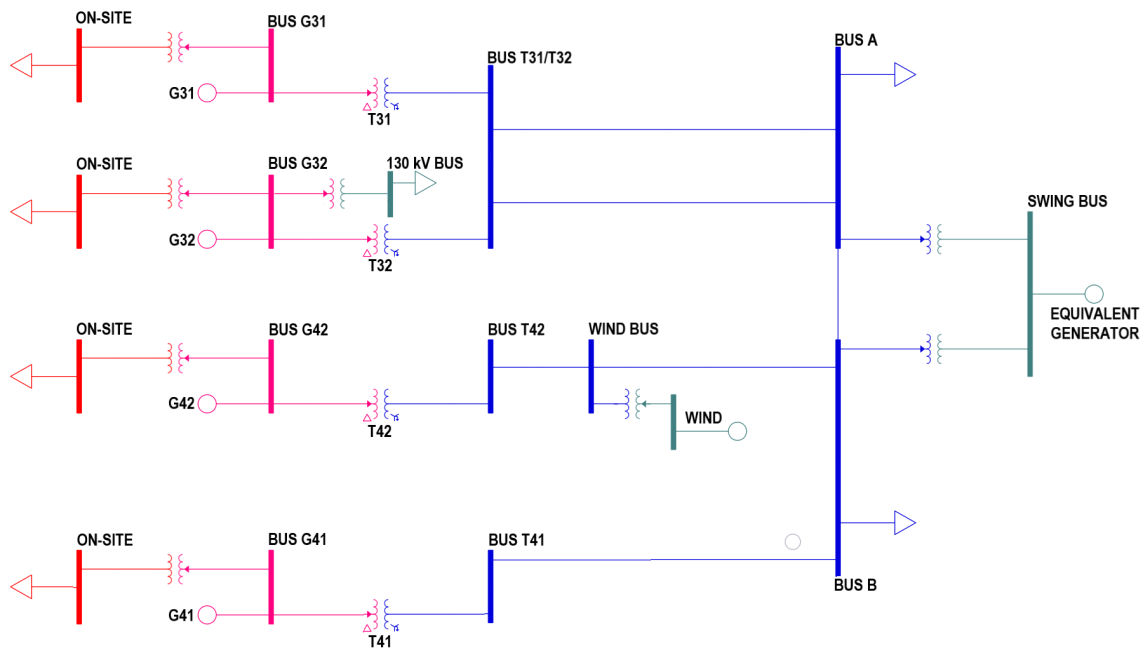 ON-SITE
BUS G31
BUS T31/T32
BUS A
G31
T31
ON-SITE
BUS G32
130 kV BUS
SWING BUS
G32
T32
EQUIVALENT
GENERATOR
ON-SITE
BUS G42
BUS T42
WIND BUS
G42
T42
WIND
ON-SITE
BUS G41
BUS T41
BUS B
G41
T41